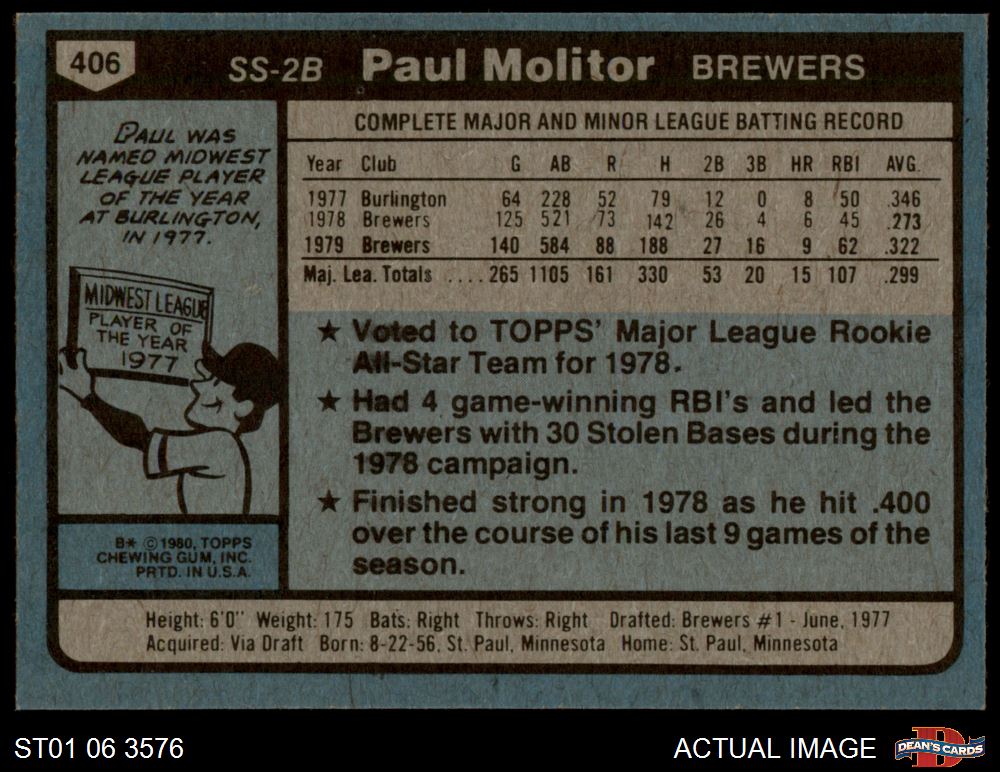 406 SS-2B Paul Molitor BREWERS
PAUL WAS
NAMED MIDWEST
LEAGUE PLAYER
OF THE YEAR
AT BURLINGTON,
IN 1977.
MIDWEST LEAGUE
PLAYER OF
THE YEAR
1977
B* © 1980, TOPPS
CHEWING GUM, INC.
PRTD. IN U.S.A.
COMPLETE MAJOR AND MINOR LEAGUE BATTING RECORD
Year Club G AB R H 2B 3B HR RBI AVG.
1977 Burlington 64 228 52 79 12 0 8 50 .346
1978 Brewers 125 521 73 142 26 4 6 45 .273
1979 Brewers 140 584 88 188 27 16 9 62 .322
Maj. Lea. Totals ....265 1105 161 330 53 20 15 107 .299
★ Voted to TOPPS' Major League Rookie
All-Star Team for 1978.
★ Had 4 game-winning RBI's and led the
Brewers with 30 Stolen Bases during the
1978 campaign.
★ Finished strong in 1978 as he hit .400
over the course of his last 9 games of the
season.
Height: 6'0" Weight: 175 Bats: Right Throws: Right Drafted: Brewers #1 - June, 1977
Acquired: Via Draft Born: 8-22-56, St. Paul, Minnesota Home: St. Paul, Minnesota
ST01 06 3576 ACTUAL IMAGE D DEAN'S CARDS